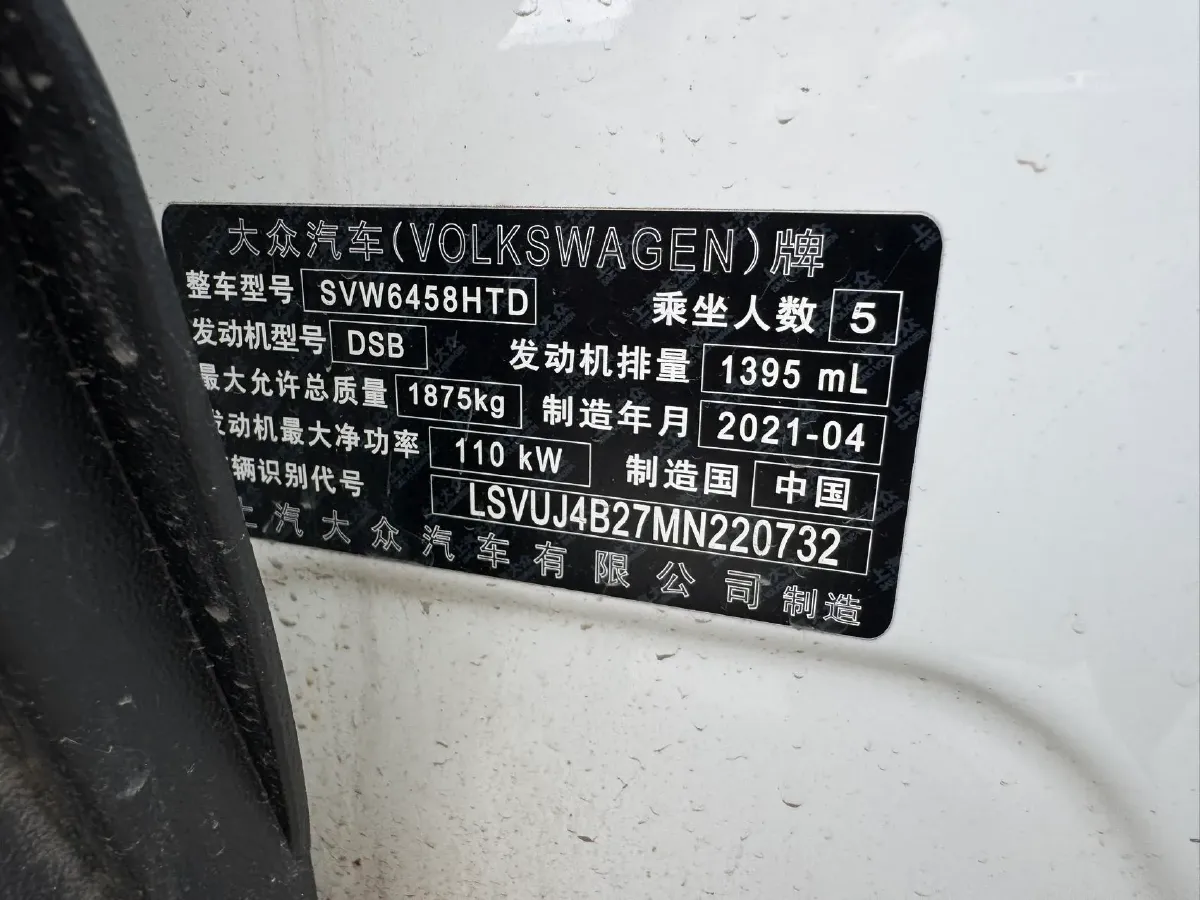 大众汽车(VOLKSWAGEN)牌
整车型号 SVW6458HTD 乘坐人数 5
发动机型号 DSB 发动机排量 1395 mL
最大允许总质量 1875kg 制造年月 2021-04
发动机最大净功率 110 kW 制造国 中国
辆识别代号 LSVUJ4B27MN220732
上汽大众汽车有限公司制造